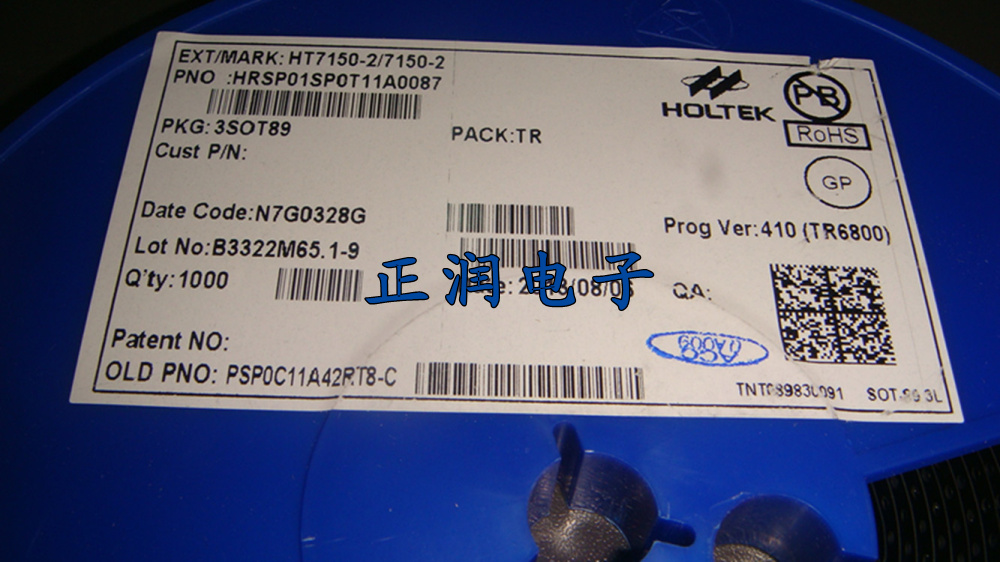 EXT/MARK: HT7150-2/7150-2
PNO :HRSP01SP0T11A0087
HOLTEK
PB
RoHS
PKG: 3SOT89
PACK:TR
Cust P/N:
GP
Date Code:N7G0328G
Prog Ver:410 (TR6800)
Lot No:B3322M65.1-9
Q'ty:1000
正润电子
QA:
Patent NO:
OLD PNO: PSP0C11A42RT8-C